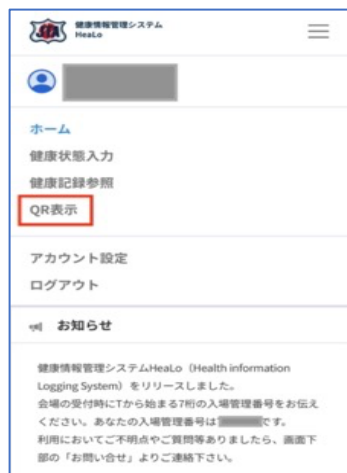 SFA
健康情報管理システム
HeaLo
ホーム
健康状態入力
健康記録参照
QR表示
アカウント設定
ログアウト
お知らせ
健康情報管理システムHeaLo（Health information
Logging System）をリリースしました。
会場の受付時にTから始まる7桁の入場管理番号をお伝え
ください。あなたの入場管理番号は です。
利用においてご不明点やご質問等ありましたら、画面下
部の「お問い合せ」よりご連絡下さい。